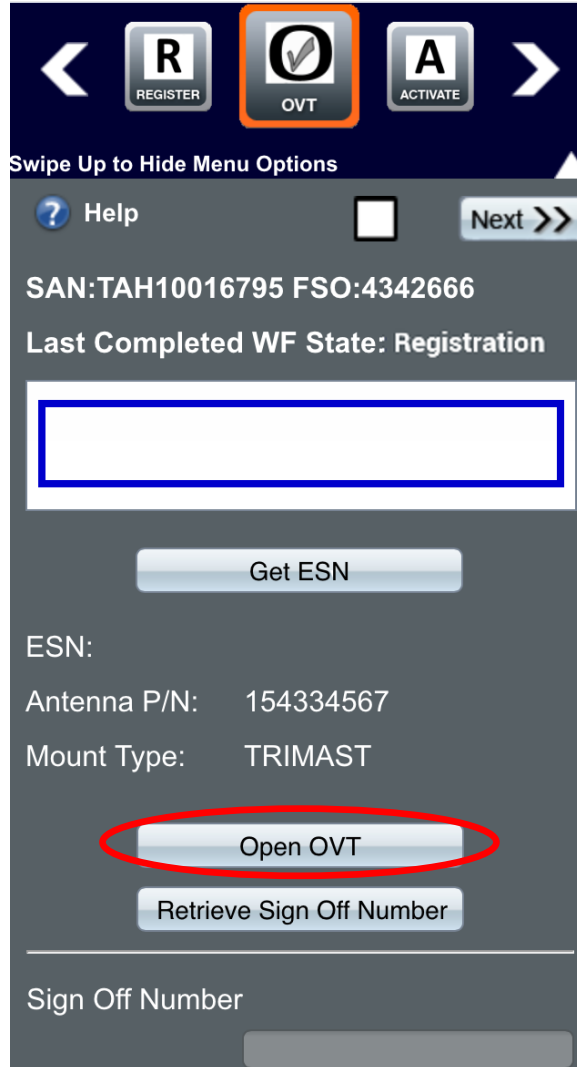 R
REGISTER
O
OVT
A
ACTIVATE
Swipe Up to Hide Menu Options
? Help
Next >>
SAN:TAH10016795 FSO:4342666
Last Completed WF State: Registration
Get ESN
ESN:
Antenna P/N: 154334567
Mount Type: TRIMAST
Open OVT
Retrieve Sign Off Number
Sign Off Number